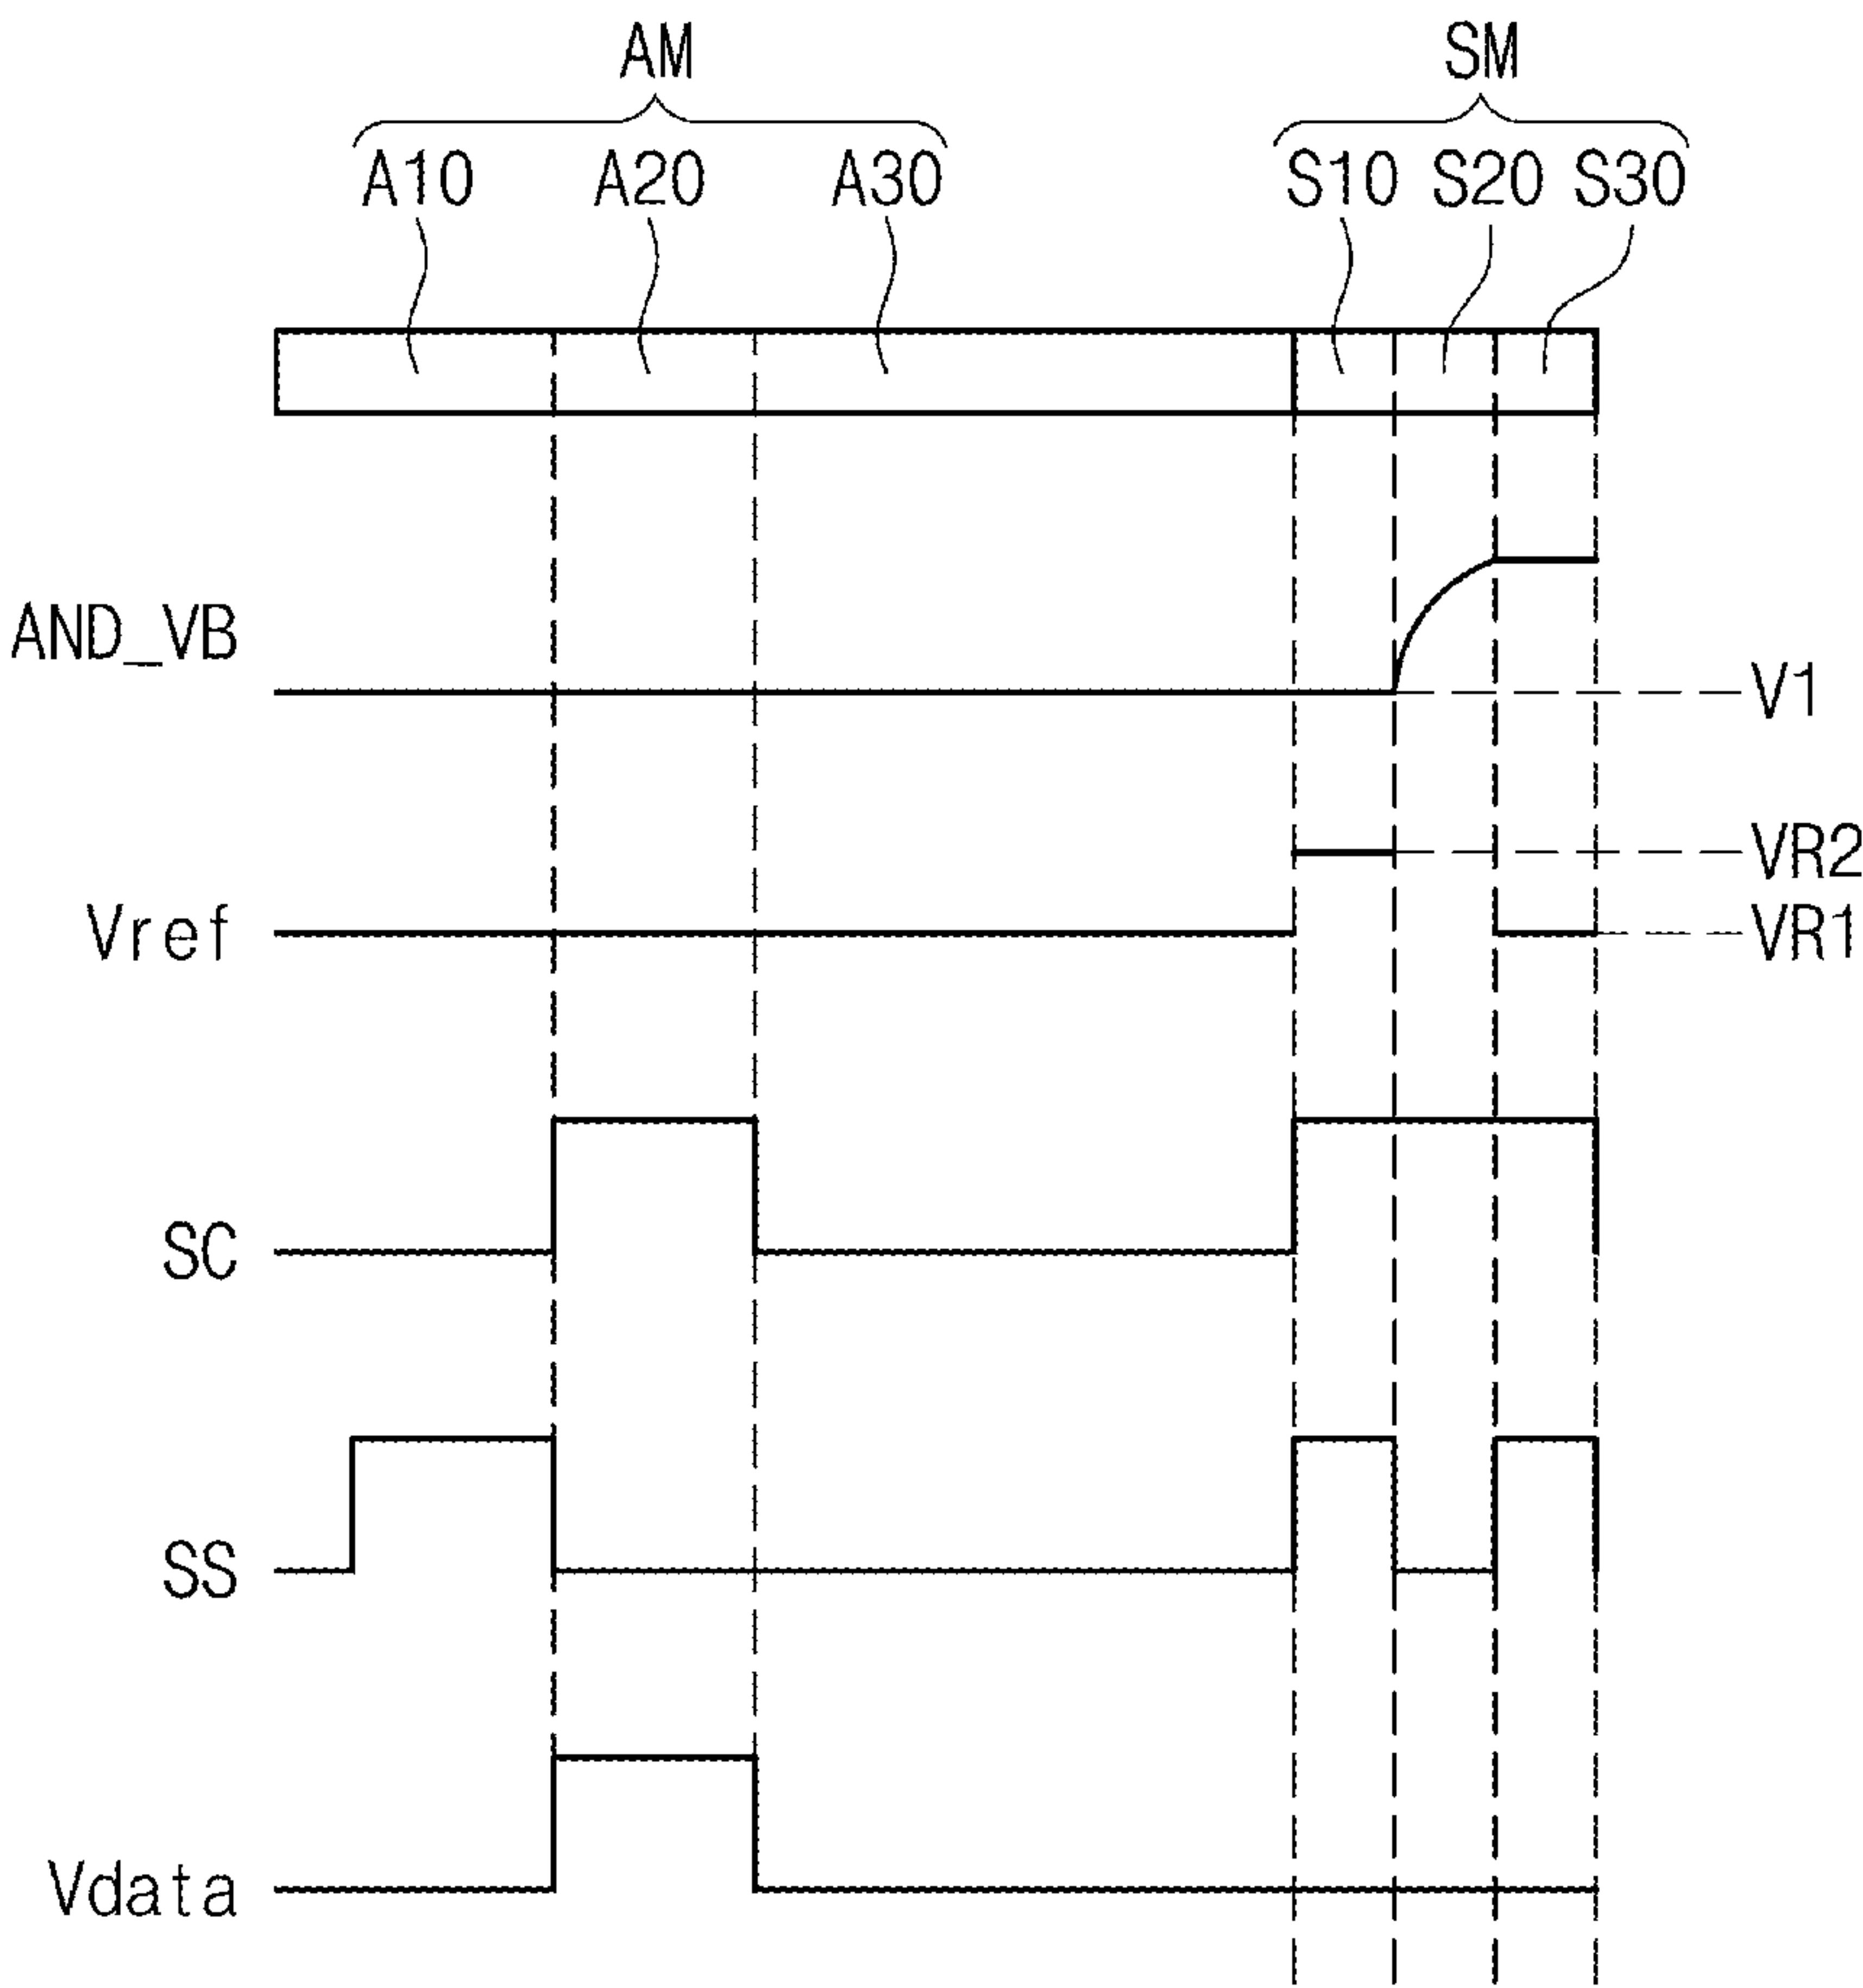 AM SM
A10 A20 A30 S10 S20 S30
AND_VB
V1
VR2
Vref
VR1
SC
SS
Vdata